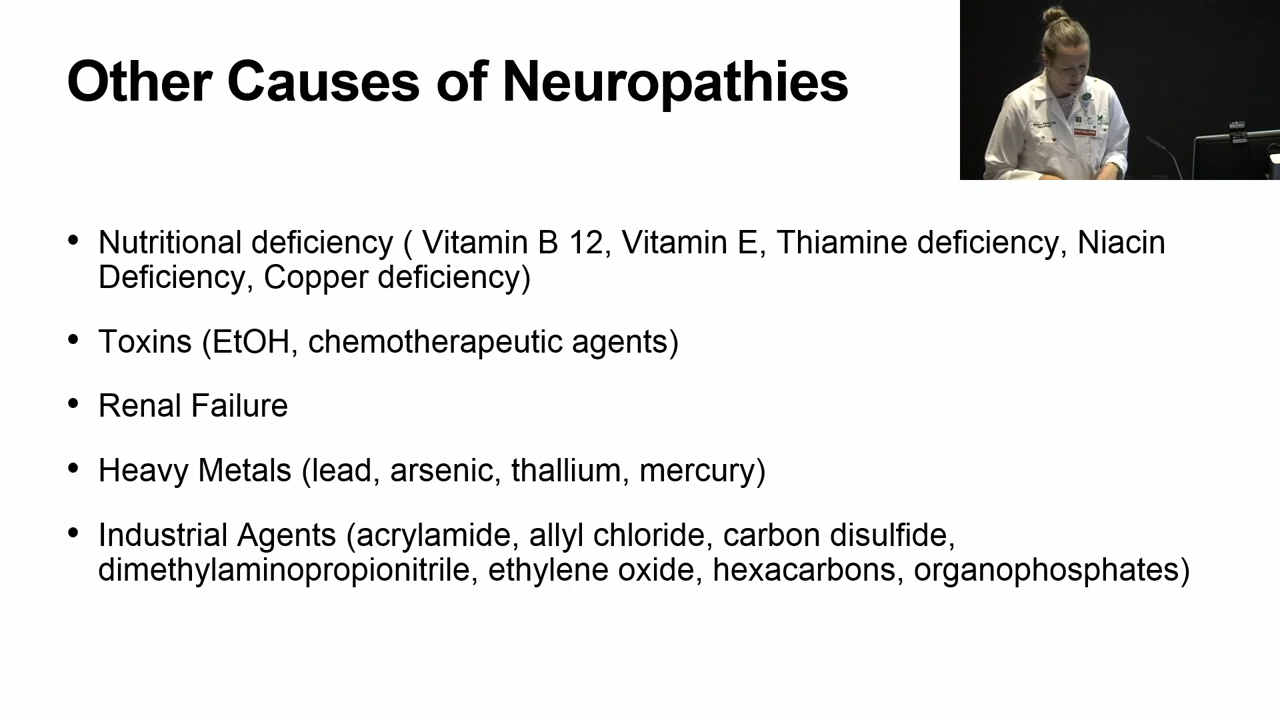 Other Causes of Neuropathies
• Nutritional deficiency ( Vitamin B 12, Vitamin E, Thiamine deficiency, Niacin
Deficiency, Copper deficiency)
• Toxins (EtOH, chemotherapeutic agents)
• Renal Failure
• Heavy Metals (lead, arsenic, thallium, mercury)
• Industrial Agents (acrylamide, allyl chloride, carbon disulfide,
dimethylaminopropionitrile, ethylene oxide, hexacarbons, organophosphates)